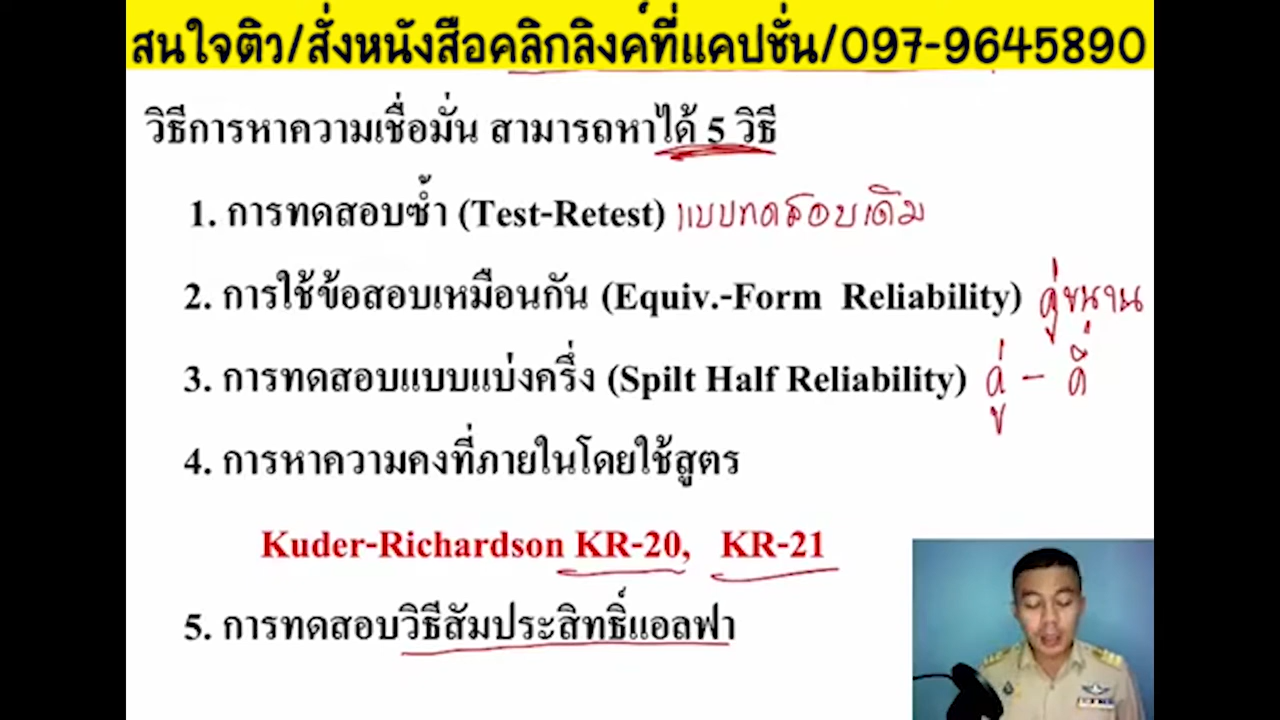 สนใจติว/สั่งหนังสือคลิกลิงค์ที่แคปชั่น/097-9645890
วิธีการหาความเชื่อมั่น สามารถหาได้ 5 วิธี
1. การทดสอบซ้ำ (Test-Retest) แบบทดสอบเดิม
2. การใช้ข้อสอบเหมือนกัน (Equiv.-Form Reliability) คู่ขนาน
3. การทดสอบแบบแบ่งครึ่ง (Spilt Half Reliability) คู่ - คี่
4. การหาความคงที่ภายในโดยใช้สูตร
Kuder-Richardson KR-20, KR-21
5. การทดสอบวิธีสัมประสิทธิ์แอลฟา